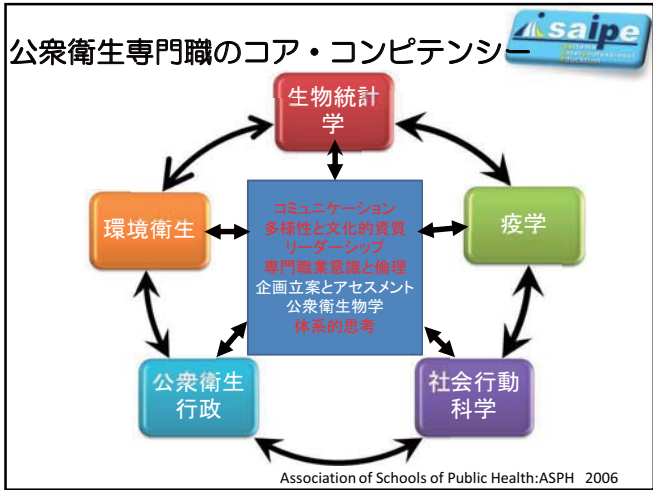 公衆衛生専門職のコア・コンピテンシー
saipe
生物統計
学
環境衛生
コミュニケーション
多様性と文化的資質
リーダーシップ
専門職業意識と倫理
企画立案とアセスメント
公衆衛生物学
体系的思考
疫学
公衆衛生
行政
社会行動
科学
Association of Schools of Public Health:ASPH 2006